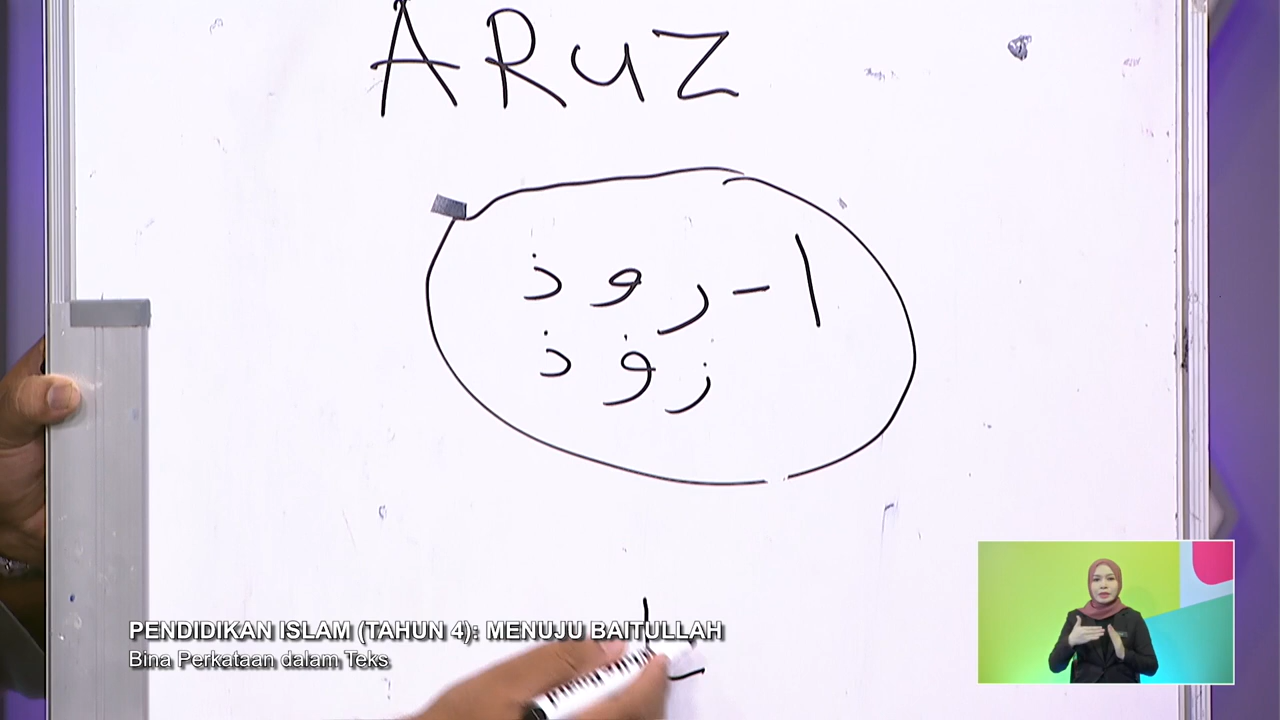 ARUZ
ا - ر و ذ
ز ۏ ذ
PENDIDIKAN ISLAM (TAHUN 4): MENUJU BAITULLAH
Bina Perkataan dalam Teks